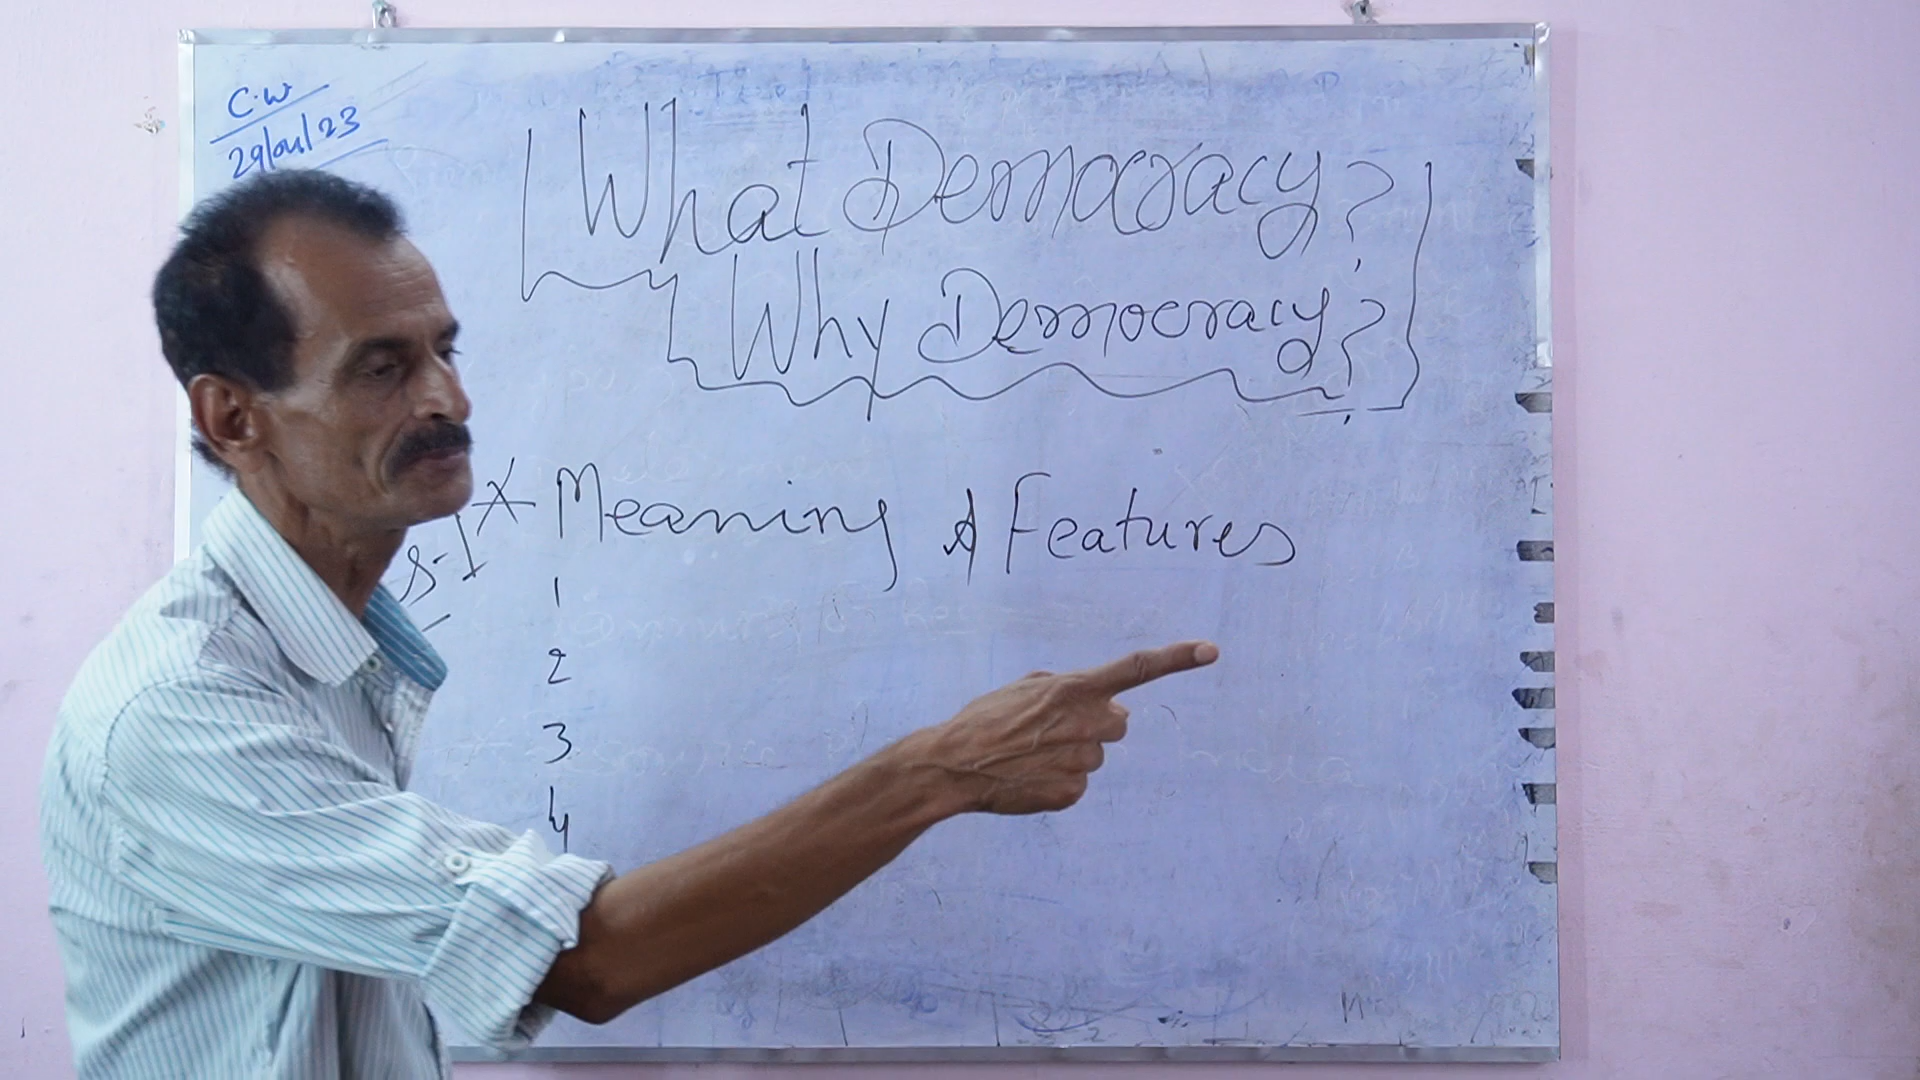 C.W
29/04/23
What Democracy?
Why Democracy?
S-I X Meaning & Features
1
2
3
4